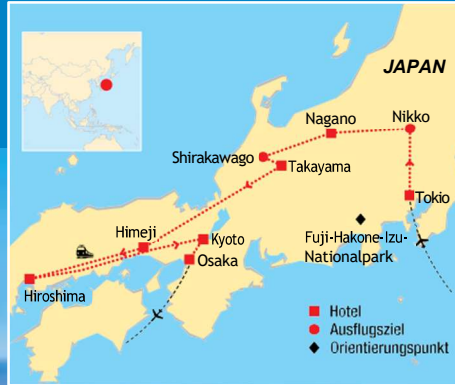 JAPAN
Nagano
Nikko
Shirakawago
Takayama
Tokio
Himeji
Kyoto
Fuji-Hakone-Izu-
Nationalpark
Osaka
Hiroshima
Hotel
Ausflugsziel
Orientierungspunkt